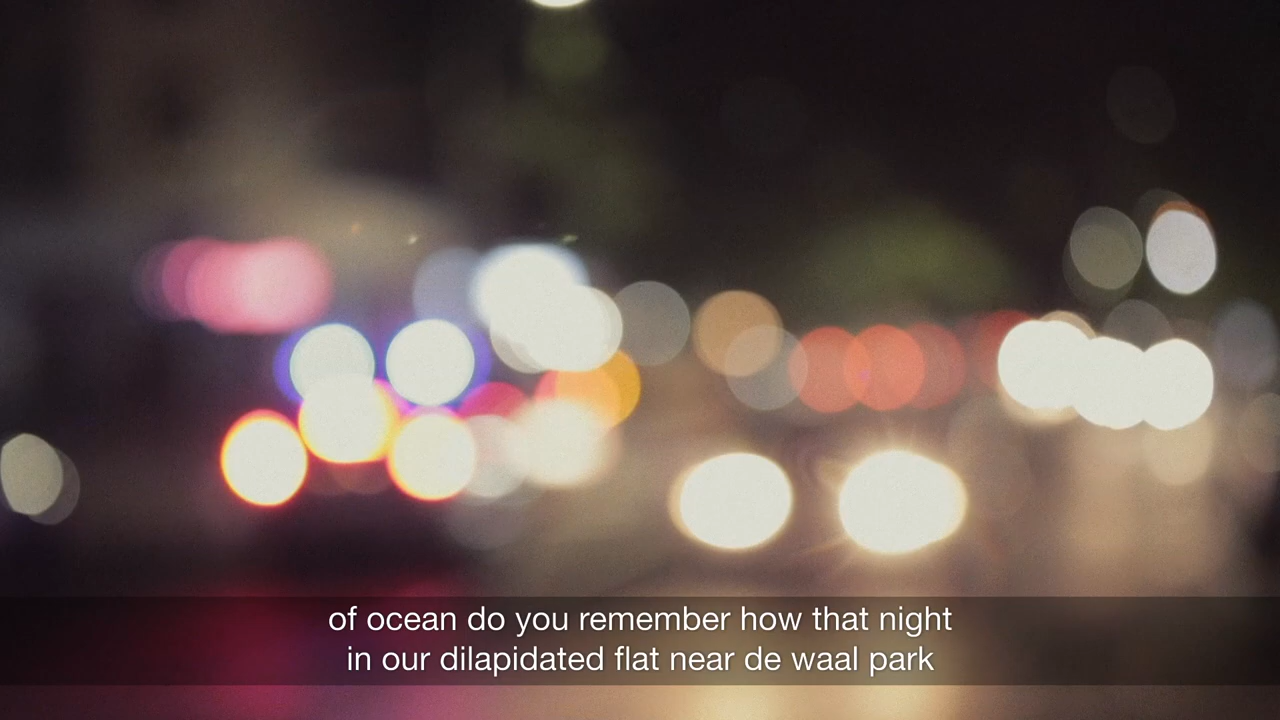 of ocean do you remember how that night
in our dilapidated flat near de waal park